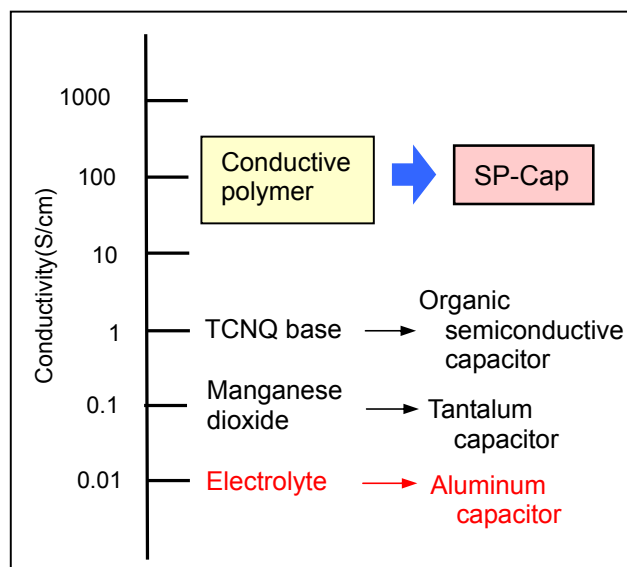 1000
Conductive
polymer
SP-Cap
100
10
Conductivity(S/cm)
Organic
semiconductive
capacitor
1
TCNQ base
Manganese
dioxide
0.1
Tantalum
capacitor
0.01
Electrolyte
Aluminum
capacitor